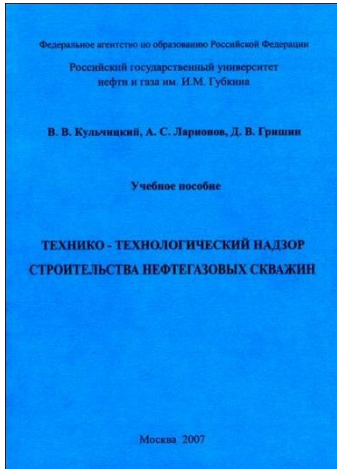 Федеральное агентство по образованию Российской Федерации
Российский государственный университет
нефти и газа им. И.М. Губкина
В. В. Кульчицкий, А. С. Ларионов, Д. В. Гришин
Учебное пособие
ТЕХНИКО - ТЕХНОЛОГИЧЕСКИЙ НАДЗОР
СТРОИТЕЛЬСТВА НЕФТЕГАЗОВЫХ СКВАЖИН
Москва 2007